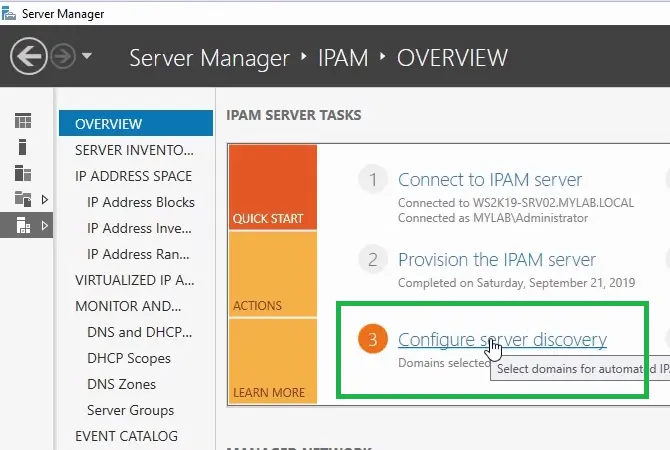 Server Manager
Server Manager ‣ IPAM ‣ OVERVIEW
OVERVIEW
SERVER INVENTO...
IP ADDRESS SPACE
IP Address Blocks
IP Address Inve...
IP Address Ran...
VIRTUALIZED IP A...
MONITOR AND...
DNS and DHCP...
DHCP Scopes
DNS Zones
Server Groups
EVENT CATALOG
IPAM SERVER TASKS
QUICK START
ACTIONS
LEARN MORE
1 Connect to IPAM server
Connected to WS2K19-SRV02.MYLAB.LOCAL
Connected as MYLAB\Administrator
2 Provision the IPAM server
Completed on Saturday, September 21, 2019
3 Configure server discovery
Domains selected
Select domains for automated IPA